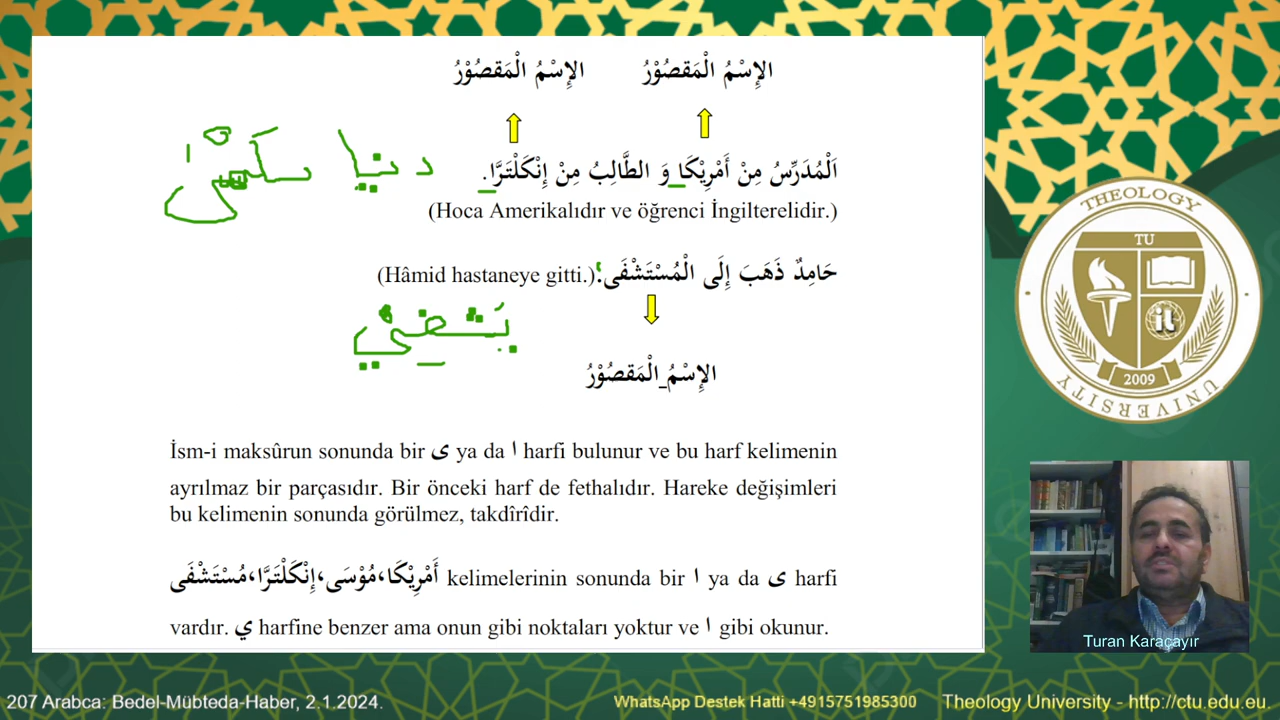 الإِسْمُ الْمَقصُوْرُ الإِسْمُ الْمَقصُوْرُ
اَلْمُدَرِّسُ مِنْ أَمْرِيْكَا وَ الطَّالِبُ مِنْ إِنْكَلْتَرَّا.
دنيا
(Hoca Amerikalıdır ve öğrenci İngilterelidir.)
حَامِدٌ ذَهَبَ إِلَى الْمُسْتَشْفَى. (Hâmid hastaneye gitti.)
الإِسْمُ الْمَقصُوْرُ
İsm-i maksûrun sonunda bir ى ya da ا harfi bulunur ve bu harf kelimenin
ayrılmaz bir parçasıdır. Bir önceki harf de fethalıdır. Hareke değişimleri
bu kelimenin sonunda görülmez, takdîrîdir.
أَمْرِيْكَا، مُوْسَى، إِنْكَلْتَرَّا، مُسْتَشْفَى kelimelerinin sonunda bir ا ya da ى harfi
vardır. ي harfine benzer ama onun gibi noktaları yoktur ve ا gibi okunur.
THEOLOGY
TU
2009
UNIVERSITY
Turan Karaçayır
207 Arabca: Bedel-Mübteda-Haber, 2.1.2024.
WhatsApp Destek Hatti +4915751985300
Theology University - http://ctu.edu.eu.